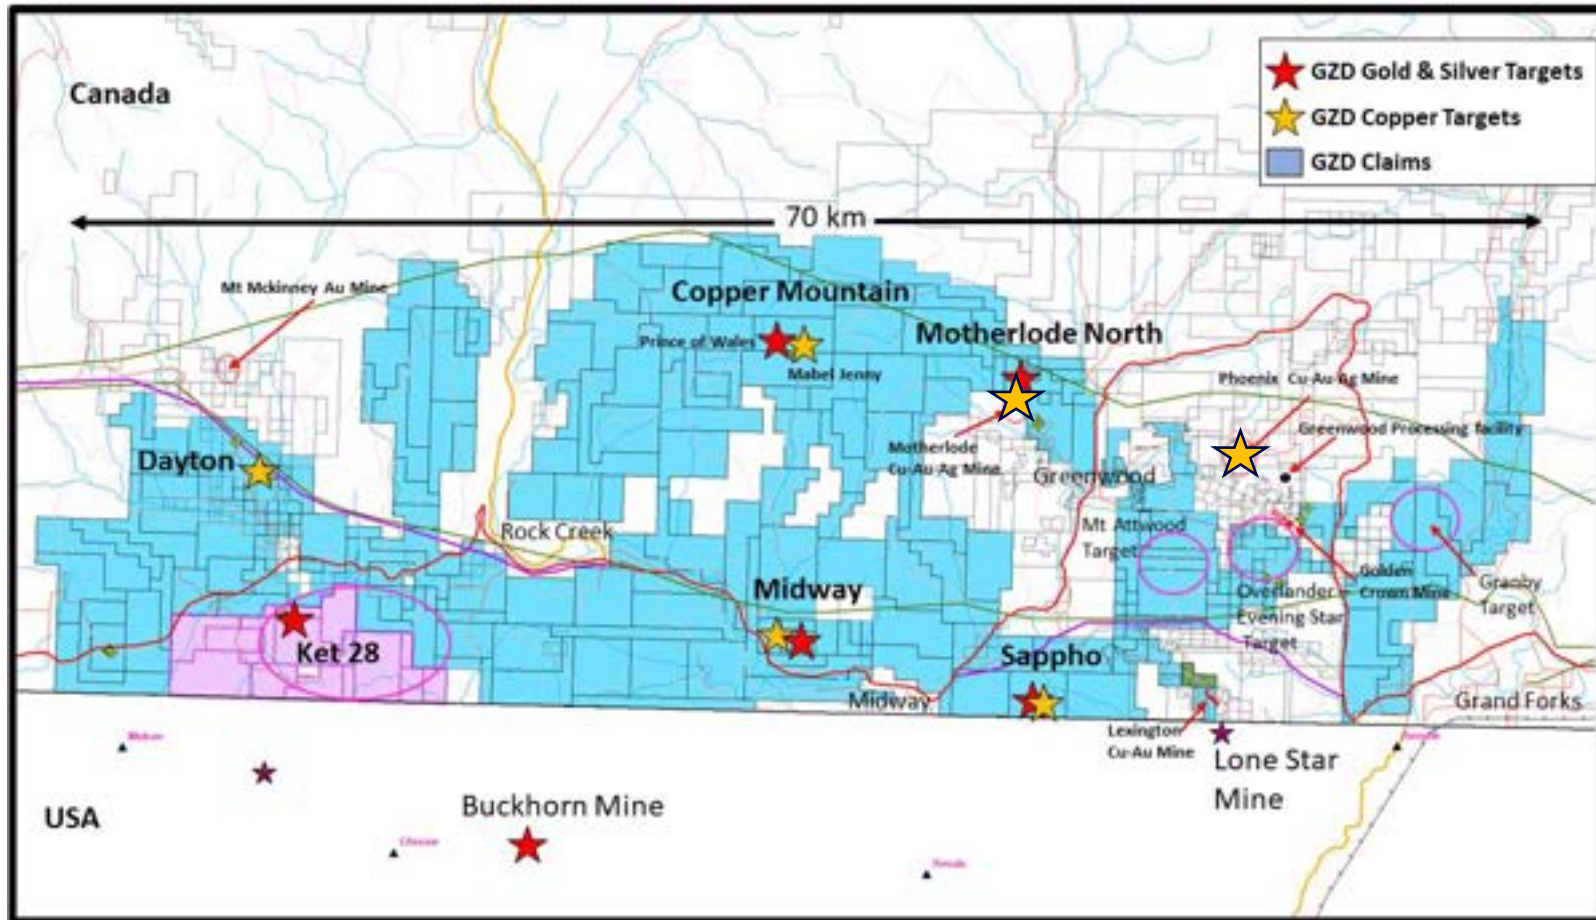 Canada
GZD Gold & Silver Targets
GZD Copper Targets
GZD Claims
70 km
Mt Mckinney Au Mine
Copper Mountain
Prince of Wales
Mabel Jenny
Motherlode North
Phoenix Cu-Au-Ag Mine
Greenwood Processing facility
Motherlode
Cu-Au-Ag Mine
Dayton
Greenwood
Rock Creek
Mt Attwood
Target
Midway
Overlander
Evening Star
Target
Golden
Crown Mine
Granby
Target
Ket 28
Sappho
Midway
Grand Forks
Lexington
Cu-Au Mine
Lone Star
Mine
Buckhorn Mine
USA